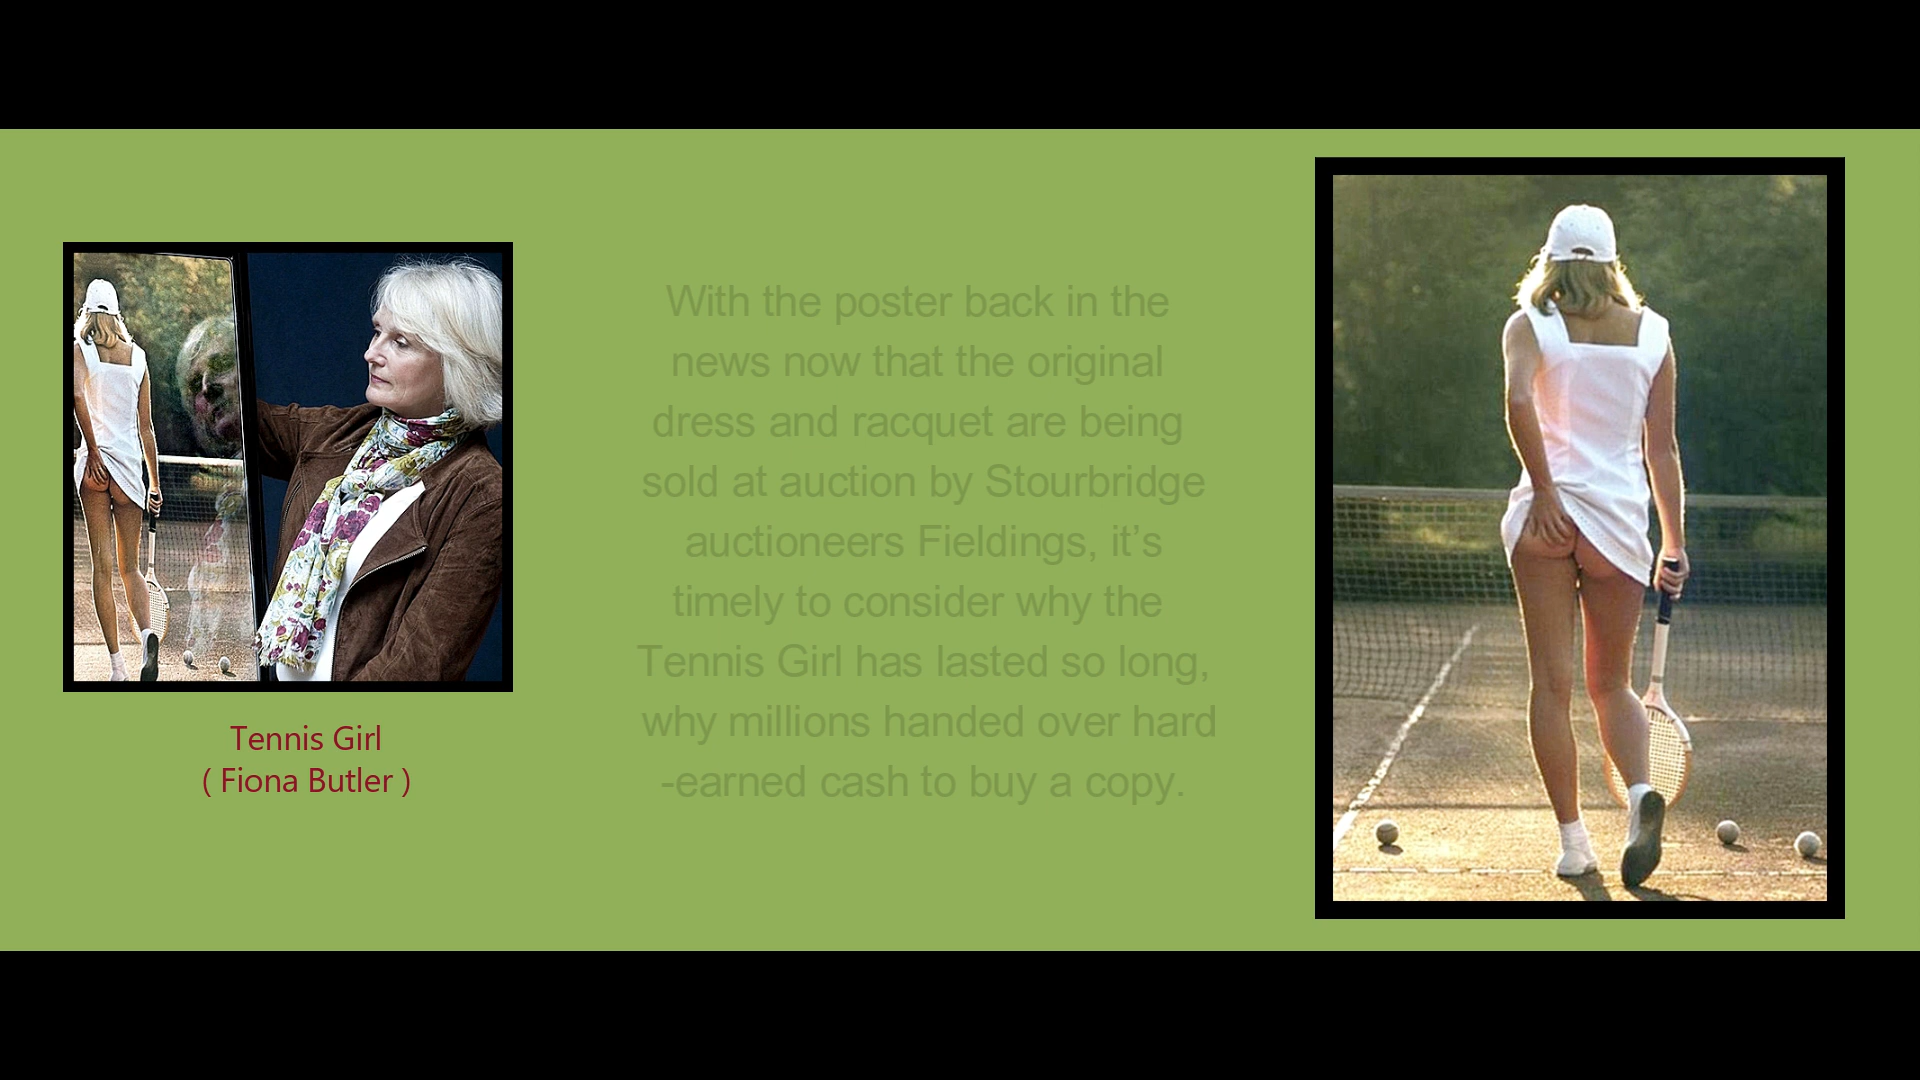 With the poster back in the
news now that the original
dress and racquet are being
sold at auction by Stourbridge
auctioneers Fieldings, it’s
timely to consider why the
Tennis Girl has lasted so long,
why millions handed over hard
-earned cash to buy a copy.
Tennis Girl
( Fiona Butler )